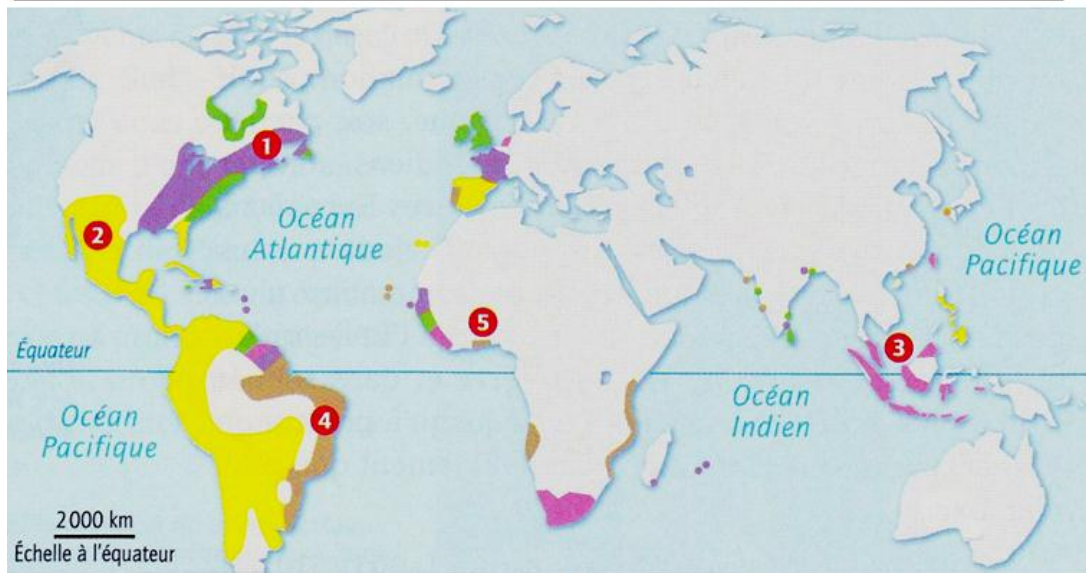 1
2
Océan
Atlantique
Océan
Pacifique
5
3
Équateur
Océan
Pacifique
4
Océan
Indien
2 000 km
Échelle à l'équateur